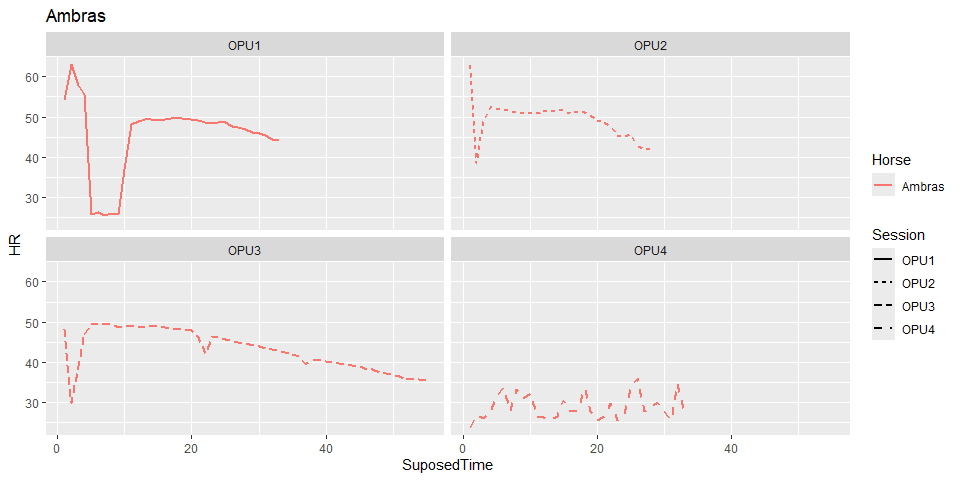 Ambras
OPU1
OPU2
60
50
40
30
HR
OPU3
OPU4
60
50
40
30
0
20
40
0
20
40
SuposedTime
Horse
Ambras
Session
OPU1
OPU2
OPU3
OPU4